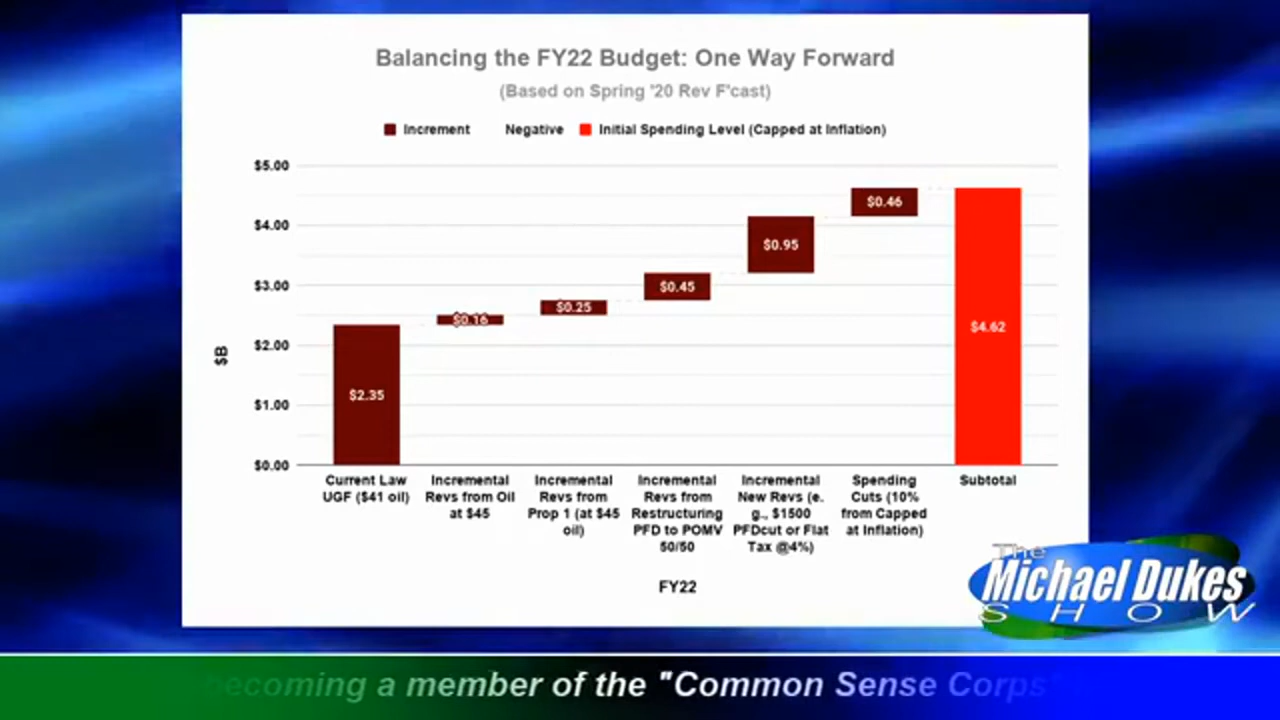 Balancing the FY22 Budget: One Way Forward
(Based on Spring '20 Rev F'cast)
Increment Negative Initial Spending Level (Capped at Inflation)
$5.00
$4.00
$3.00
$2.00
$1.00
$0.00
$B
$2.35
$0.16
$0.25
$0.45
$0.95
$0.46
$4.62
Current Law
UGF ($41 oil)
Incremental
Revs from Oil
at $45
Incremental
Revs from
Prop 1 (at $45
oil)
Incremental
Revs from
Restructuring
PFD to POMV
50/50
Incremental
New Revs (e.
g., $1500
PFDcut or Flat
Tax @4%)
Spending
Cuts (10%
from Capped
at Inflation)
Subtotal
FY22
The
Michael Dukes
SHOW
becoming a member of the "Common Sense Corps"